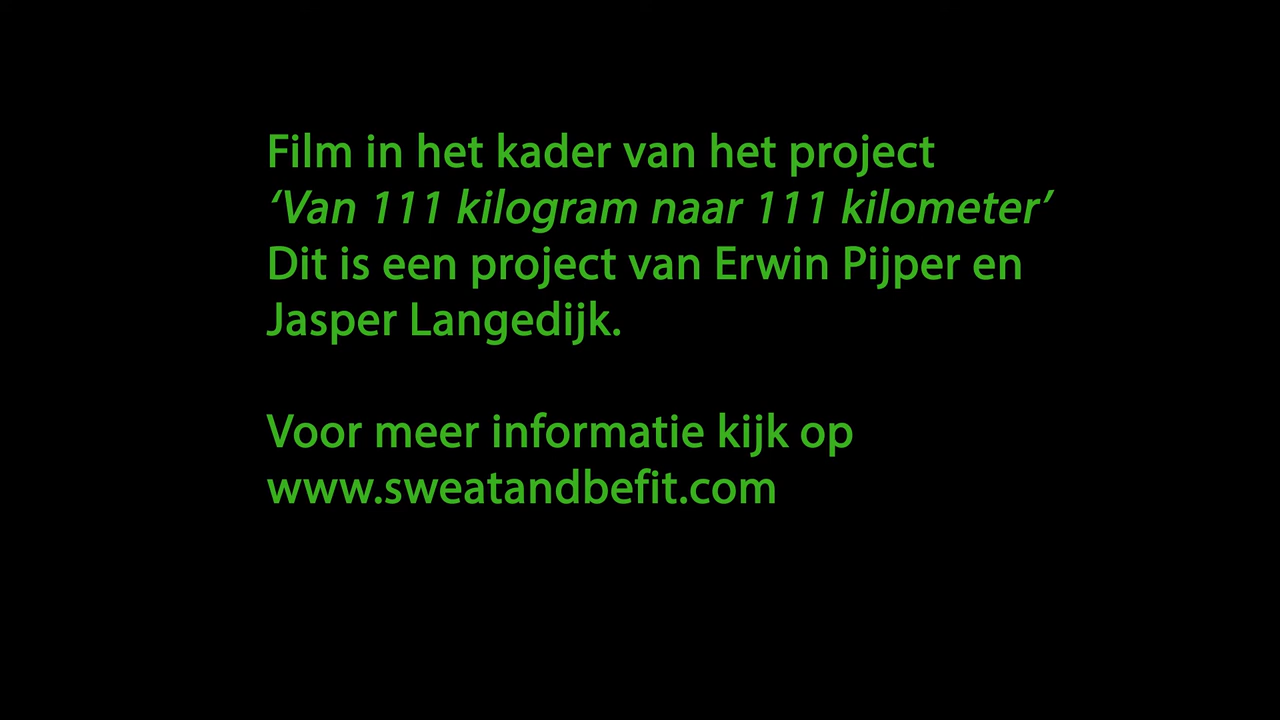 Film in het kader van het project
‘Van 111 kilogram naar 111 kilometer’
Dit is een project van Erwin Pijper en
Jasper Langedijk.
Voor meer informatie kijk op
www.sweatandbefit.com